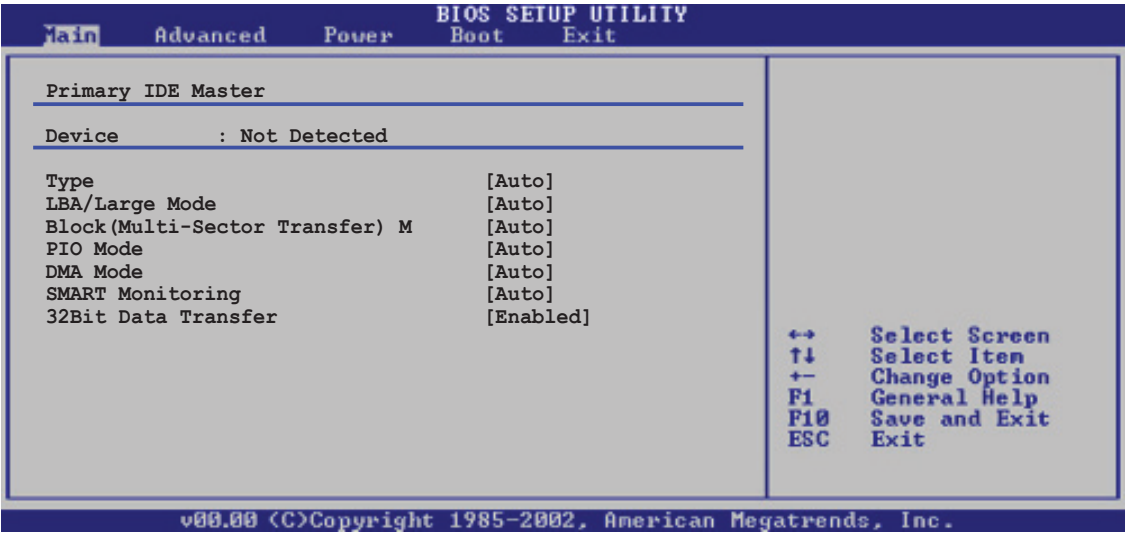 BIOS SETUP UTILITY
Main Advanced Power Boot Exit
Primary IDE Master
Device : Not Detected
Type [Auto]
LBA/Large Mode [Auto]
Block(Multi-Sector Transfer) M [Auto]
PIO Mode [Auto]
DMA Mode [Auto]
SMART Monitoring [Auto]
32Bit Data Transfer [Enabled]
←→ Select Screen
↑↓ Select Item
+- Change Option
F1 General Help
F10 Save and Exit
ESC Exit
v00.00 (C)Copyright 1985-2002, American Megatrends, Inc.